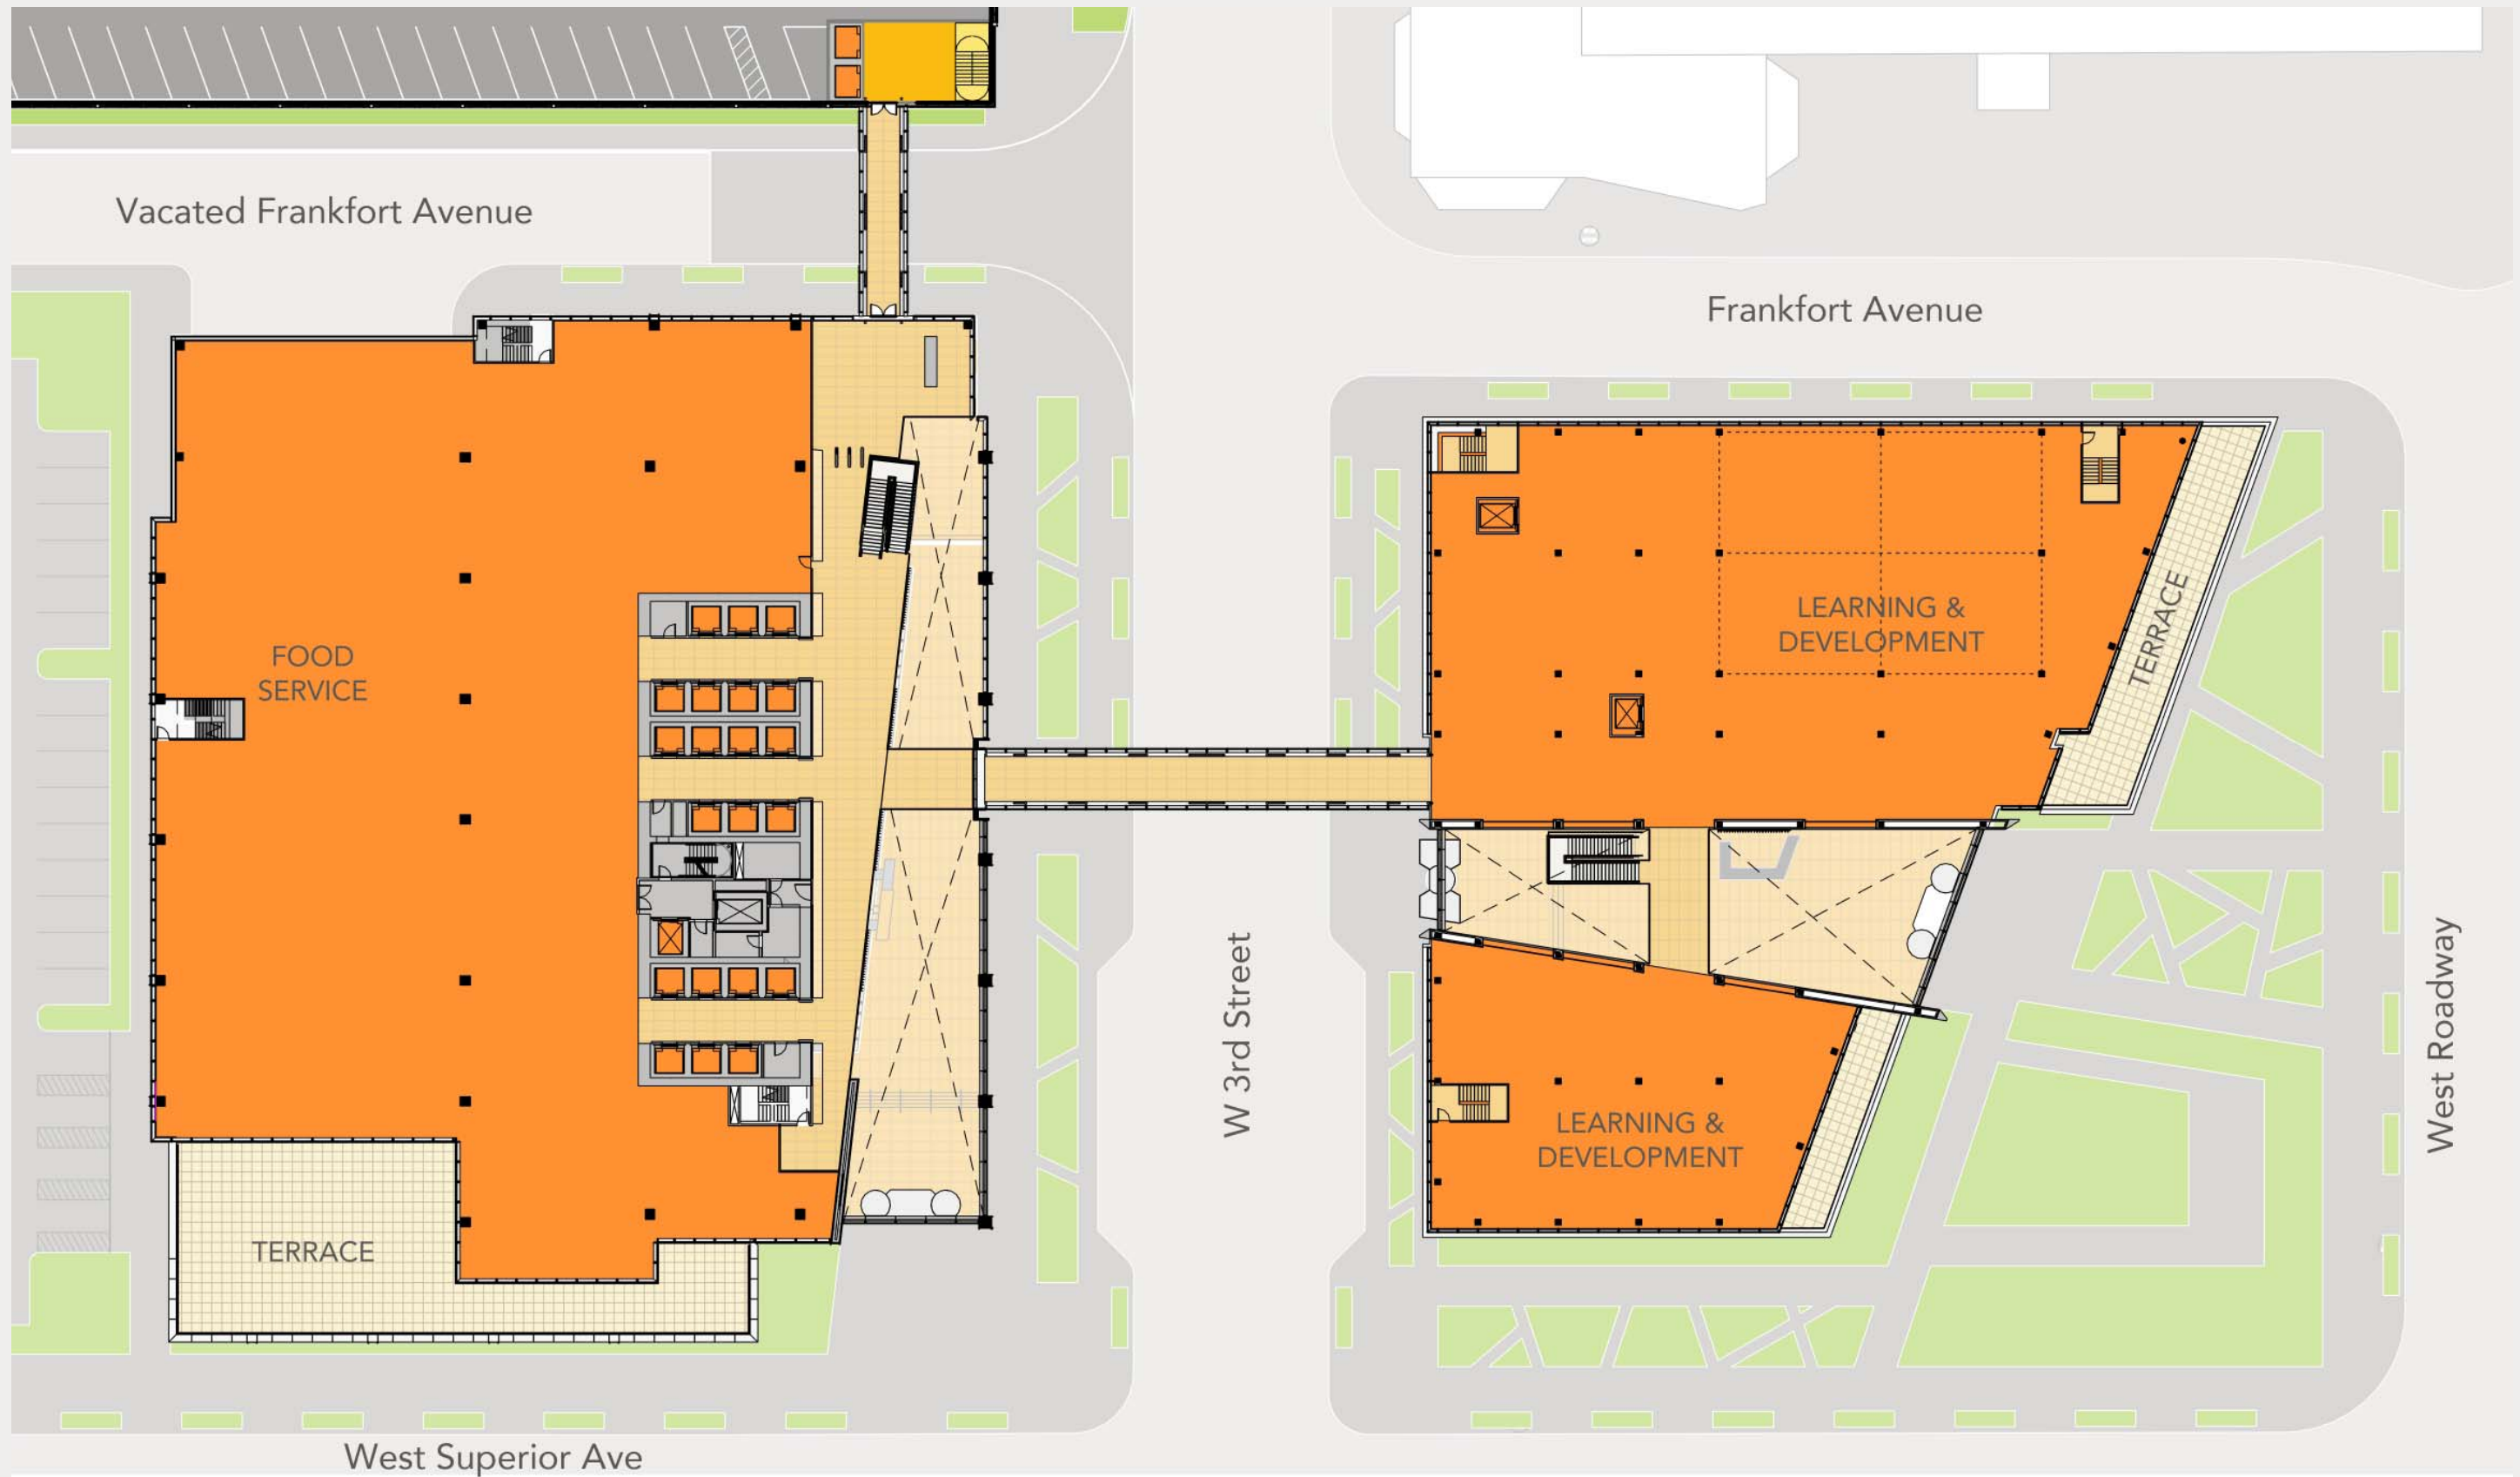 Vacated Frankfort Avenue
Frankfort Avenue
FOOD
SERVICE
LEARNING &
DEVELOPMENT
TERRACE
W 3rd Street
West Roadway
LEARNING &
DEVELOPMENT
TERRACE
West Superior Ave